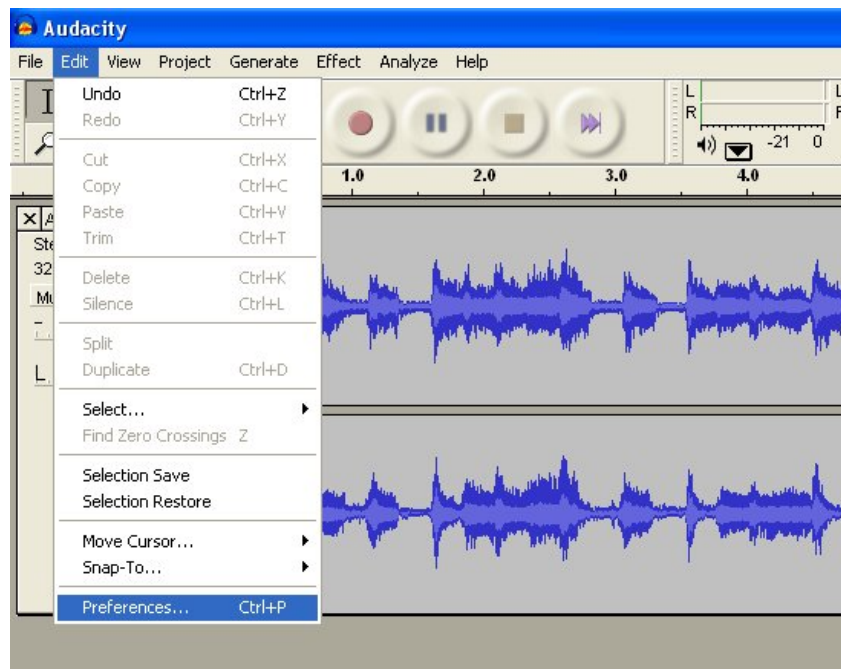 Audacity
File Edit View Project Generate Effect Analyze Help
Undo Ctrl+Z
Redo Ctrl+Y
Cut Ctrl+X
Copy Ctrl+C
Paste Ctrl+V
Trim Ctrl+T
Delete Ctrl+K
Silence Ctrl+L
Split
Duplicate Ctrl+D
Select...
Find Zero Crossings Z
Selection Save
Selection Restore
Move Cursor...
Snap-To...
Preferences... Ctrl+P
L
R
-21 0
1.0 2.0 3.0 4.0
32
L